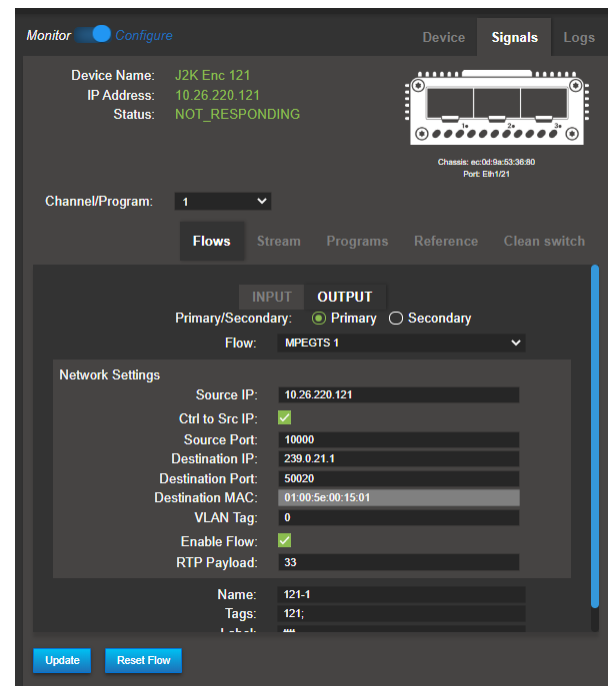 Monitor Configure Device Signals Logs
Device Name: J2K Enc 121
IP Address: 10.26.220.121
Status: NOT_RESPONDING
1 2 3
Chassis: ec:0d:9a:53:36:80
Port: Eth1/21
Channel/Program: 1
Flows Stream Programs Reference Clean switch
INPUT OUTPUT
Primary/Secondary: Primary Secondary
Flow: MPEGTS 1
Network Settings
Source IP: 10.26.220.121
Ctrl to Src IP:
Source Port: 10000
Destination IP: 239.0.21.1
Destination Port: 50020
Destination MAC: 01:00:5e:00:15:01
VLAN Tag: 0
Enable Flow:
RTP Payload: 33
Name: 121-1
Tags: 121;
Update Reset Flow